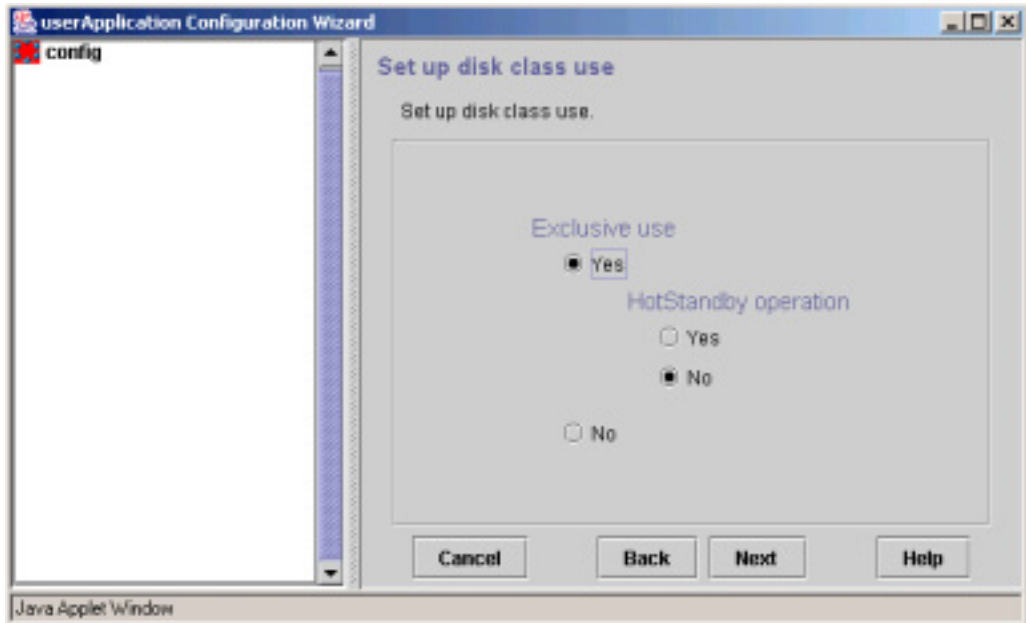 userApplication Configuration Wizard
config
Set up disk class use
Set up disk class use.
Exclusive use
Yes
HotStandby operation
Yes
No
No
Cancel Back Next Help
Java Applet Window